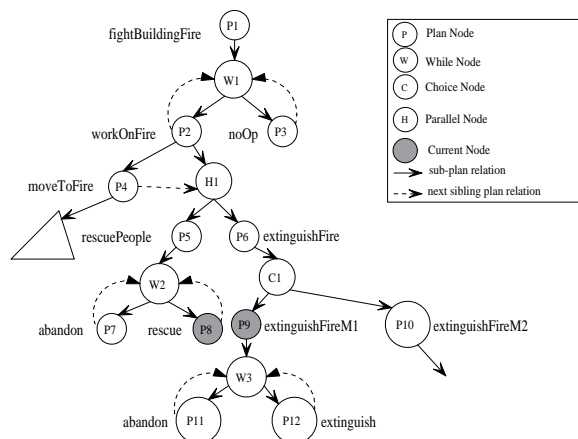 P1
fightBuildingFire
W1
P2
P3
workOnFire
noOp
P4
moveToFire
H1
rescuePeople
P5
P6
extinguishFire
W2
C1
P7
abandon
P8
rescue
P9
extinguishFireM1
P10
extinguishFireM2
W3
P11
abandon
P12
extinguish
P Plan Node
W While Node
C Choice Node
H Parallel Node
Current Node
sub-plan relation
next sibling plan relation